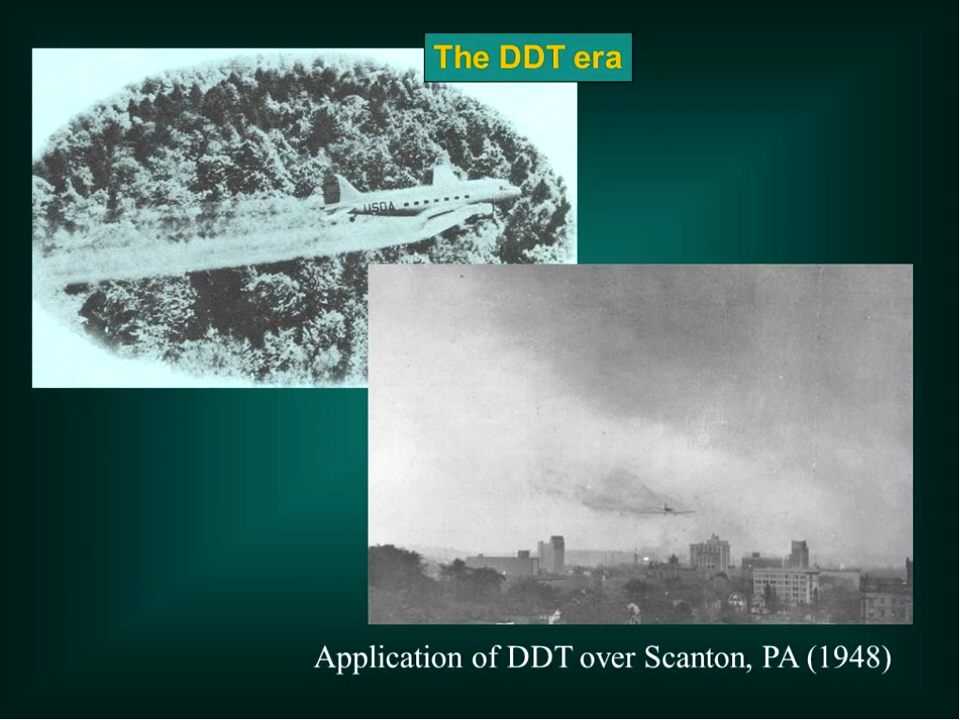 The DDT era
USDA
Application of DDT over Scanton, PA (1948)